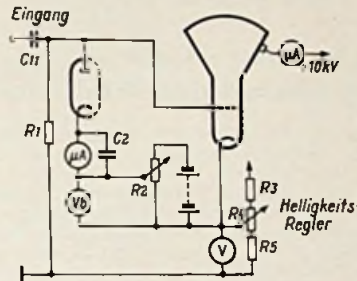 Eingang
C11
μA
10kV
R1
C2
μA
R2
Vb
R3
R4
Helligkeits-
Regler
R5
V